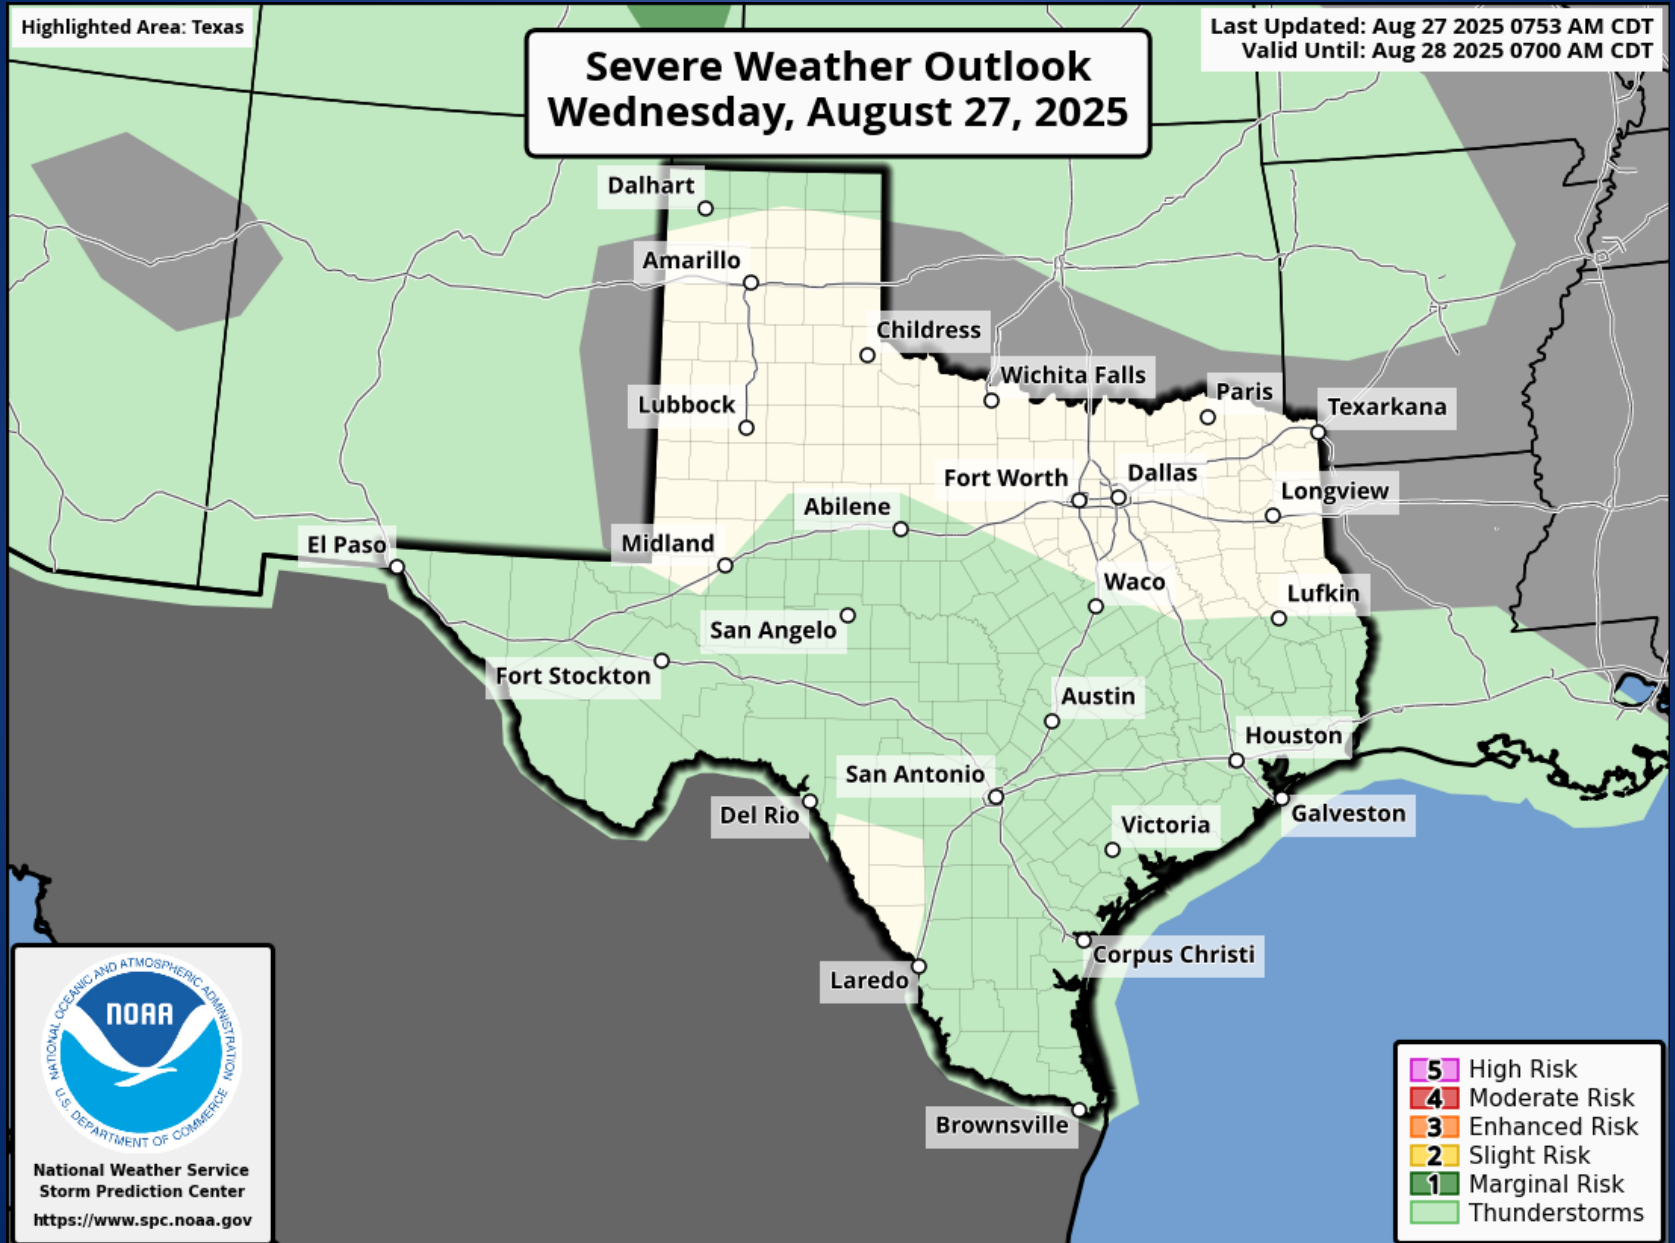 Highlighted Area: Texas
Severe Weather Outlook
Wednesday, August 27, 2025
Last Updated: Aug 27 2025 0753 AM CDT
Valid Until: Aug 28 2025 0700 AM CDT
Dalhart
Amarillo
Childress
Wichita Falls
Paris
Texarkana
Lubbock
Fort Worth
Dallas
Longview
Abilene
El Paso
Midland
Waco
Lufkin
San Angelo
Fort Stockton
Austin
Houston
San Antonio
Del Rio
Galveston
Victoria
Corpus Christi
Laredo
Brownsville
NATIONAL OCEANIC AND ATMOSPHERIC ADMINISTRATION
NOAA
U.S. DEPARTMENT OF COMMERCE
National Weather Service
Storm Prediction Center
https://www.spc.noaa.gov
5 High Risk
4 Moderate Risk
3 Enhanced Risk
2 Slight Risk
1 Marginal Risk
Thunderstorms